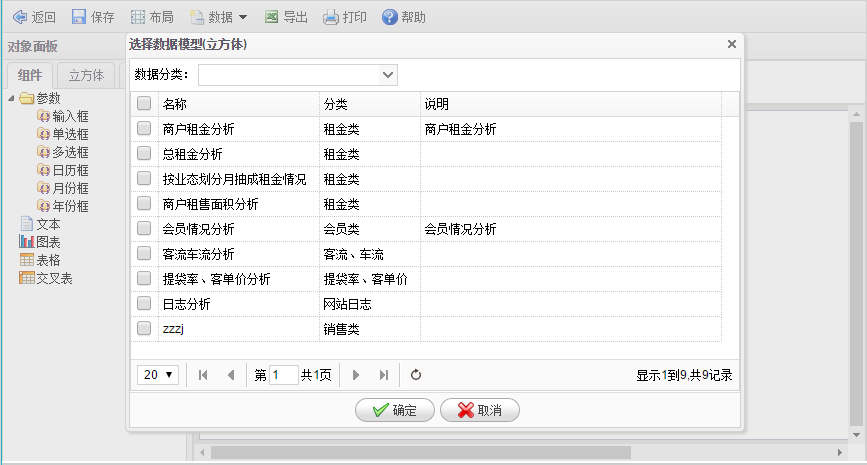 返回 保存 布局 数据 导出 打印 帮助
对象面板
组件 立方体
参数
输入框
单选框
多选框
日历框
月份框
年份框
文本
图表
表格
交叉表
选择数据模型(立方体)
数据分类：
名称 分类 说明
商户租金分析 租金类 商户租金分析
总租金分析 租金类
按业态划分月抽成租金情况 租金类
商户租售面积分析 租金类
会员情况分析 会员类 会员情况分析
客流车流分析 客流、车流
提袋率、客单价分析 提袋率、客单价
日志分析 网站日志
zzzj 销售类
20 第 1 共1页 显示1到9,共9记录
确定 取消